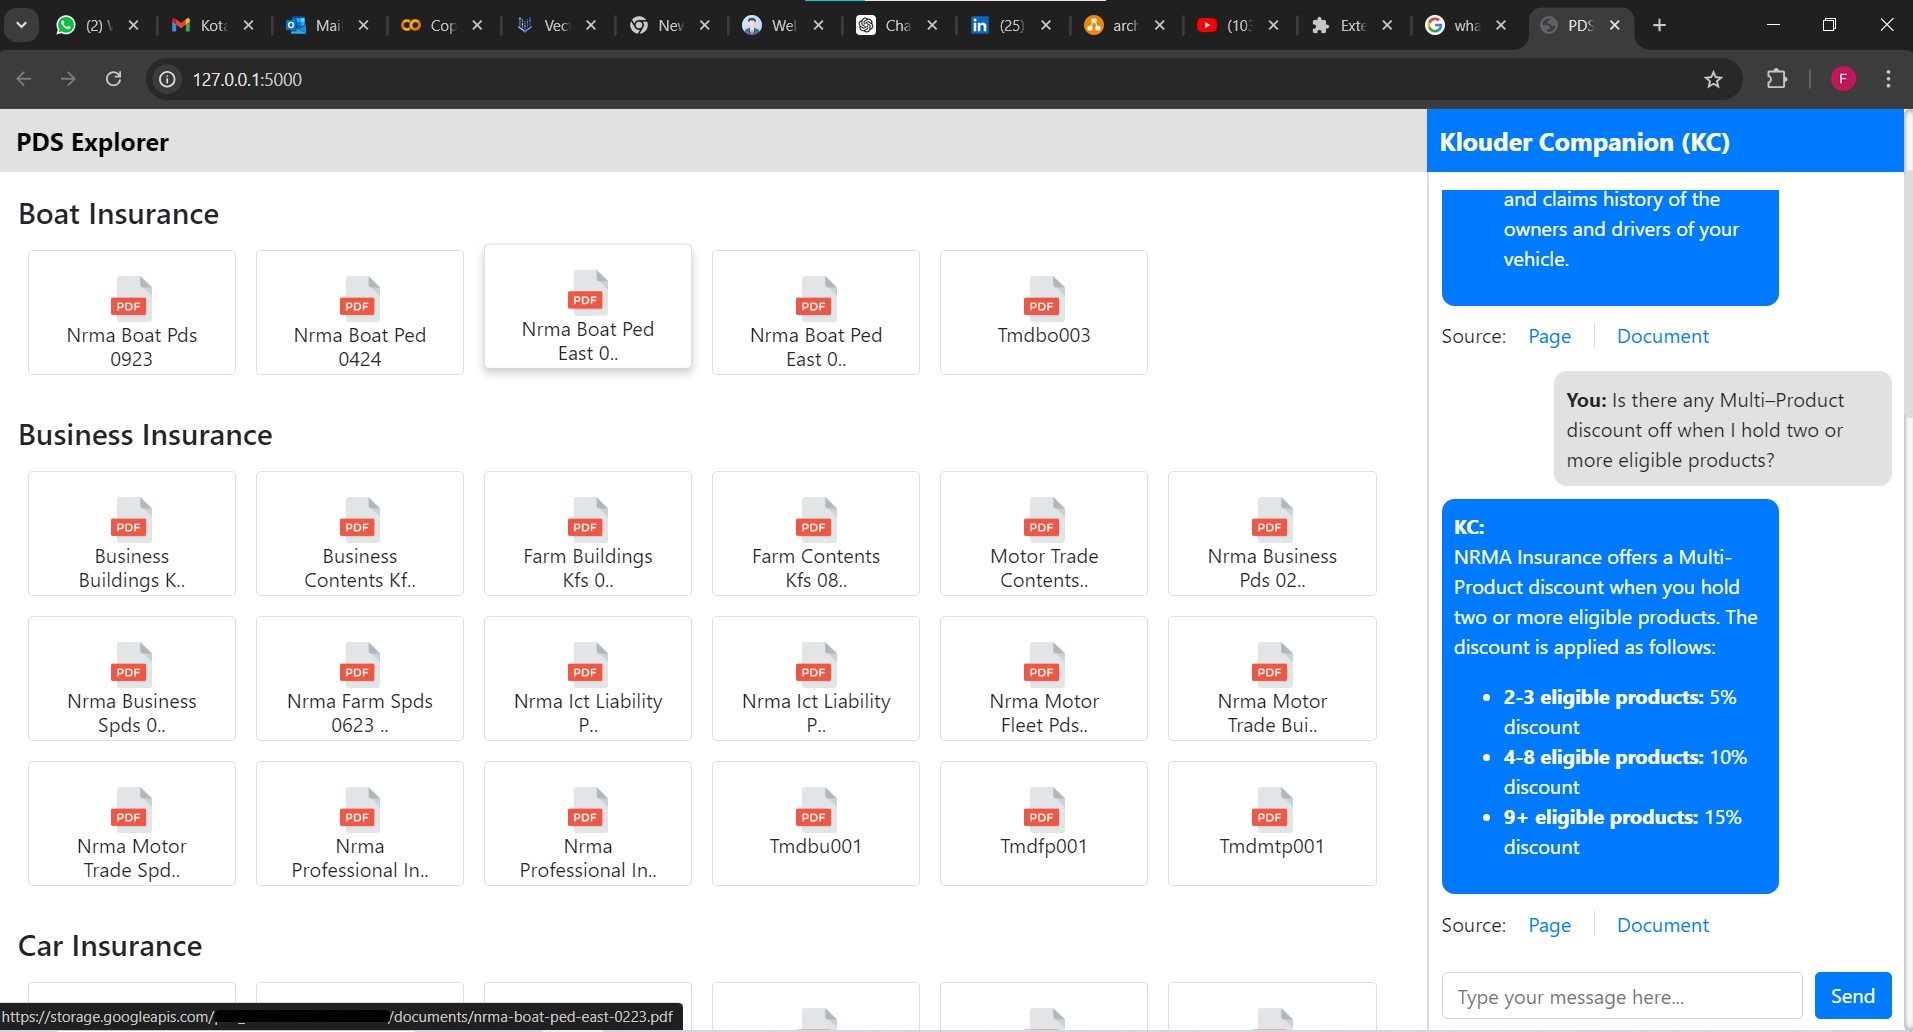 (2)
Kota
Mail
Cop
Vec
New
Wel
Cha
(25)
arch
(103
Exte
wha
PDS
127.0.0.1:5000
F
PDS Explorer
Boat Insurance
PDF
Nrma Boat Pds
0923
PDF
Nrma Boat Ped
0424
PDF
Nrma Boat Ped
East 0..
PDF
Nrma Boat Ped
East 0..
PDF
Tmdbo003
Business Insurance
PDF
Business
Buildings K..
PDF
Business
Contents Kf..
PDF
Farm Buildings
Kfs 0..
PDF
Farm Contents
Kfs 08..
PDF
Motor Trade
Contents..
PDF
Nrma Business
Pds 02..
PDF
Nrma Business
Spds 0..
PDF
Nrma Farm Spds
0623 ..
PDF
Nrma Ict Liability
P..
PDF
Nrma Ict Liability
P..
PDF
Nrma Motor
Fleet Pds..
PDF
Nrma Motor
Trade Bui..
PDF
Nrma Motor
Trade Spd..
PDF
Nrma
Professional In..
PDF
Nrma
Professional In..
PDF
Tmdbu001
PDF
Tmdfp001
PDF
Tmdmtp001
Car Insurance
https://storage.googleapis.com/ /documents/nrma-boat-ped-east-0223.pdf
Klouder Companion (KC)
and claims history of the
owners and drivers of your
vehicle.
Source: Page Document
You: Is there any Multi–Product
discount off when I hold two or
more eligible products?
KC:
NRMA Insurance offers a Multi-
Product discount when you hold
two or more eligible products. The
discount is applied as follows:
• 2-3 eligible products: 5%
discount
• 4-8 eligible products: 10%
discount
• 9+ eligible products: 15%
discount
Source: Page Document
Type your message here...
Send